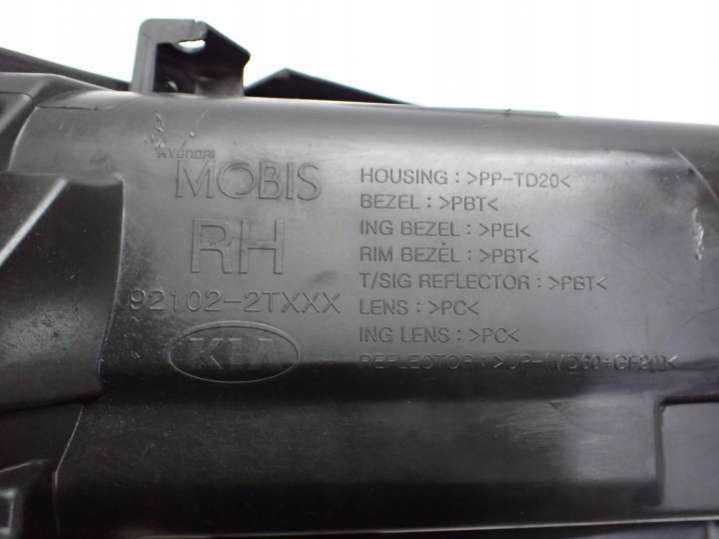 HYUNDAI
MOBIS
RH
92102-2TXXX
KIA
HOUSING : >PP-TD20<
BEZEL : >PBT<
ING BEZEL : >PEI<
RIM BEZEL : >PBT<
T/SIG REFLECTOR : >PBT<
LENS : >PC<
ING LENS : >PC<
REFLECTOR :